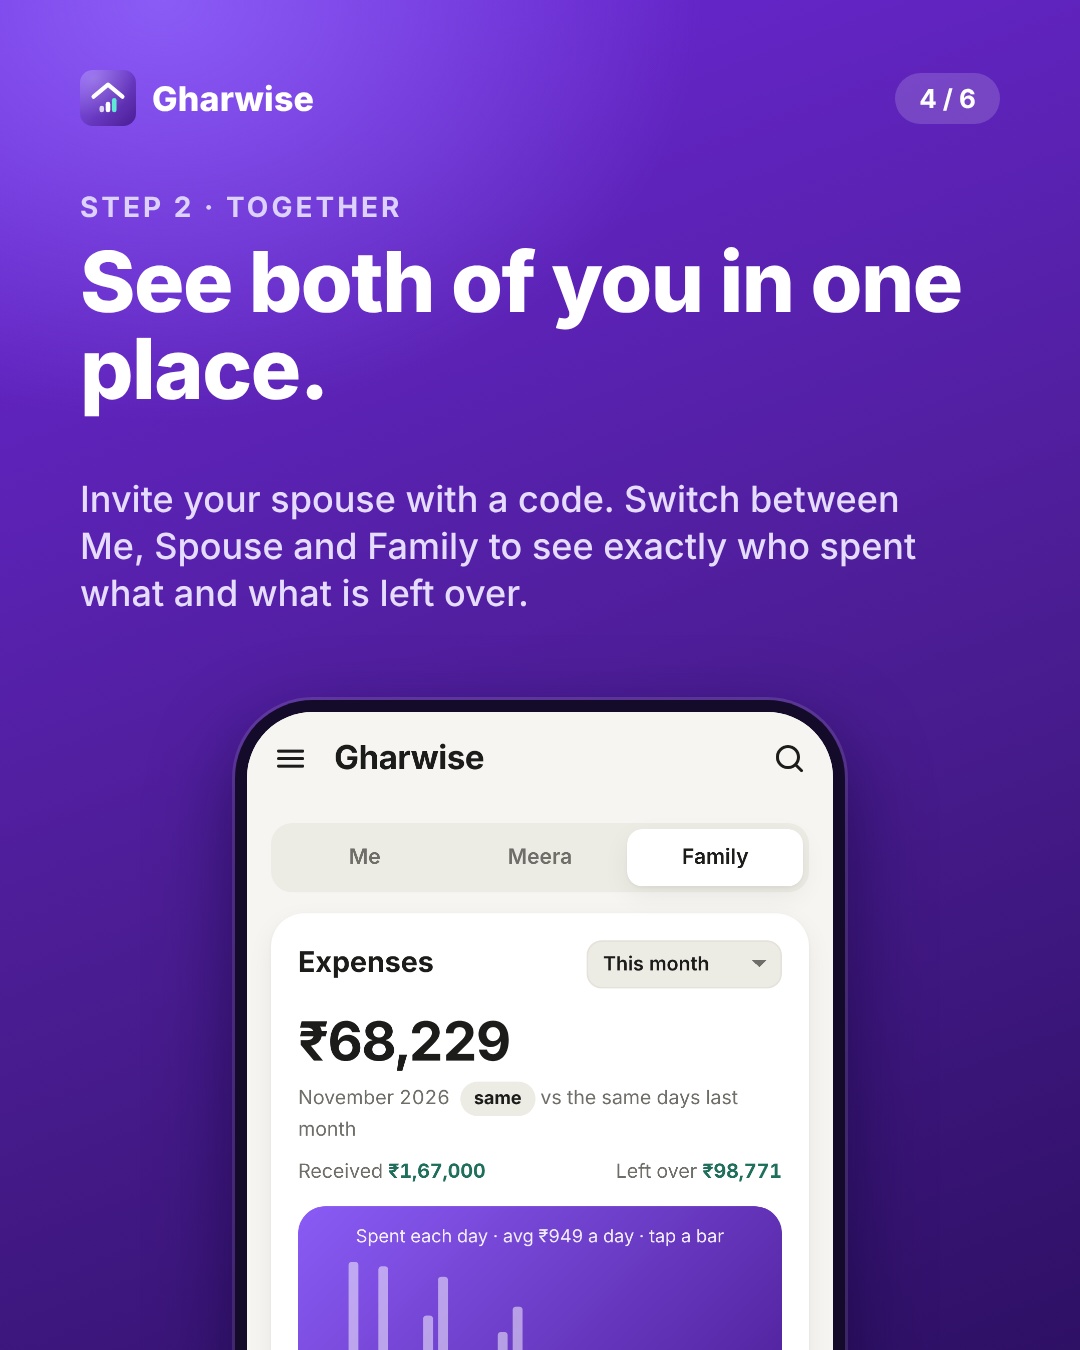 Gharwise
4 / 6
STEP 2 · TOGETHER
See both of you in one
place.
Invite your spouse with a code. Switch between
Me, Spouse and Family to see exactly who spent
what and what is left over.
Gharwise
Me Meera Family
Expenses This month
₹68,229
November 2026 same vs the same days last
month
Received ₹1,67,000 Left over ₹98,771
Spent each day · avg ₹949 a day · tap a bar